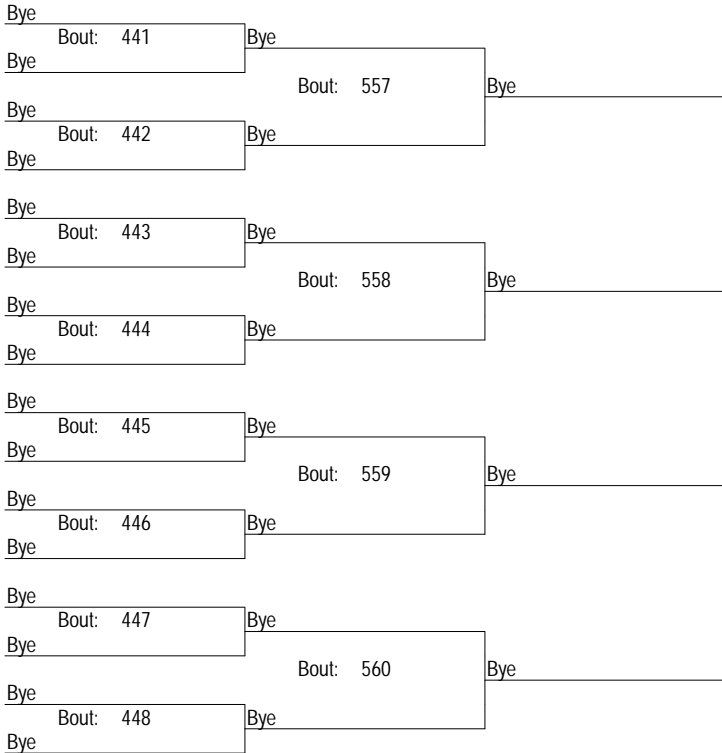 Bye
Bout: 441 Bye
Bye
Bout: 557 Bye
Bye
Bout: 442 Bye
Bye
Bye
Bout: 443 Bye
Bye
Bout: 558 Bye
Bye
Bout: 444 Bye
Bye
Bye
Bout: 445 Bye
Bye
Bout: 559 Bye
Bye
Bout: 446 Bye
Bye
Bye
Bout: 447 Bye
Bye
Bout: 560 Bye
Bye
Bout: 448 Bye
Bye